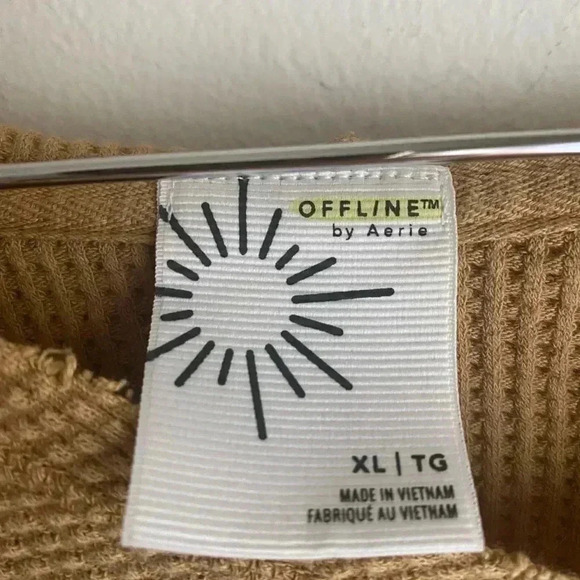 OFFLINE™
by Aerie
XL | TG
MADE IN VIETNAM
FABRIQUÉ AU VIETNAM